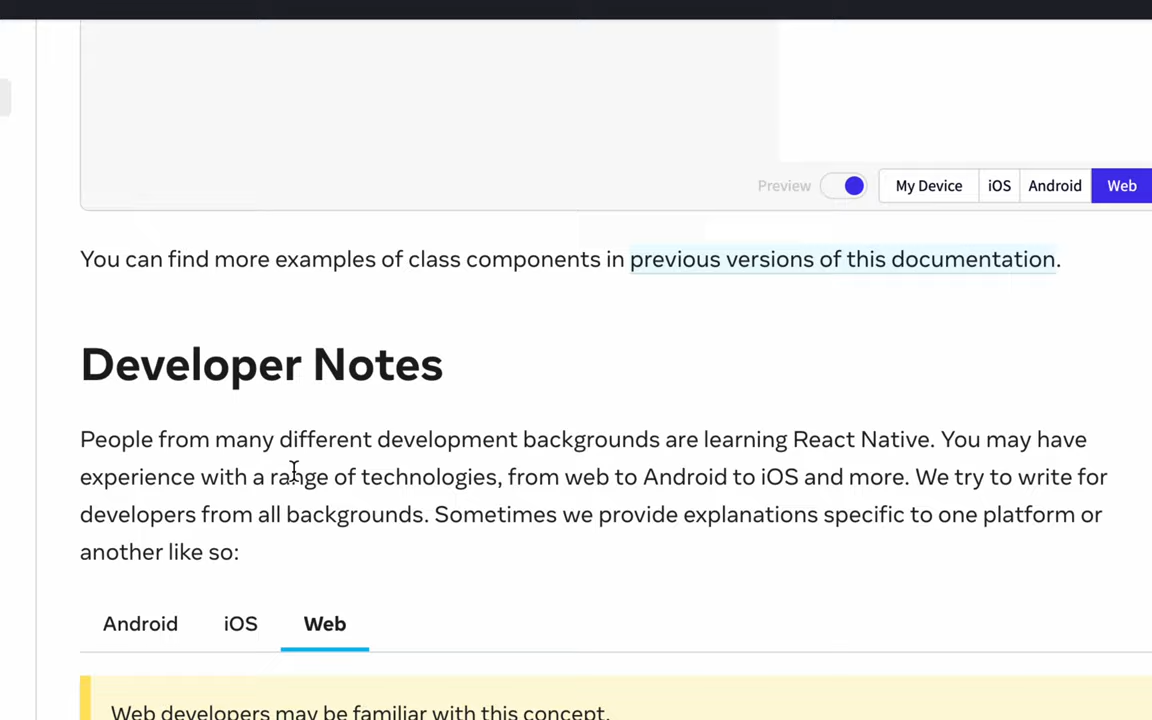 Preview My Device iOS Android Web
You can find more examples of class components in previous versions of this documentation.
Developer Notes
People from many different development backgrounds are learning React Native. You may have
experience with a range of technologies, from web to Android to iOS and more. We try to write for
developers from all backgrounds. Sometimes we provide explanations specific to one platform or
another like so:
Android iOS Web
Web developers may be familiar with this concept.